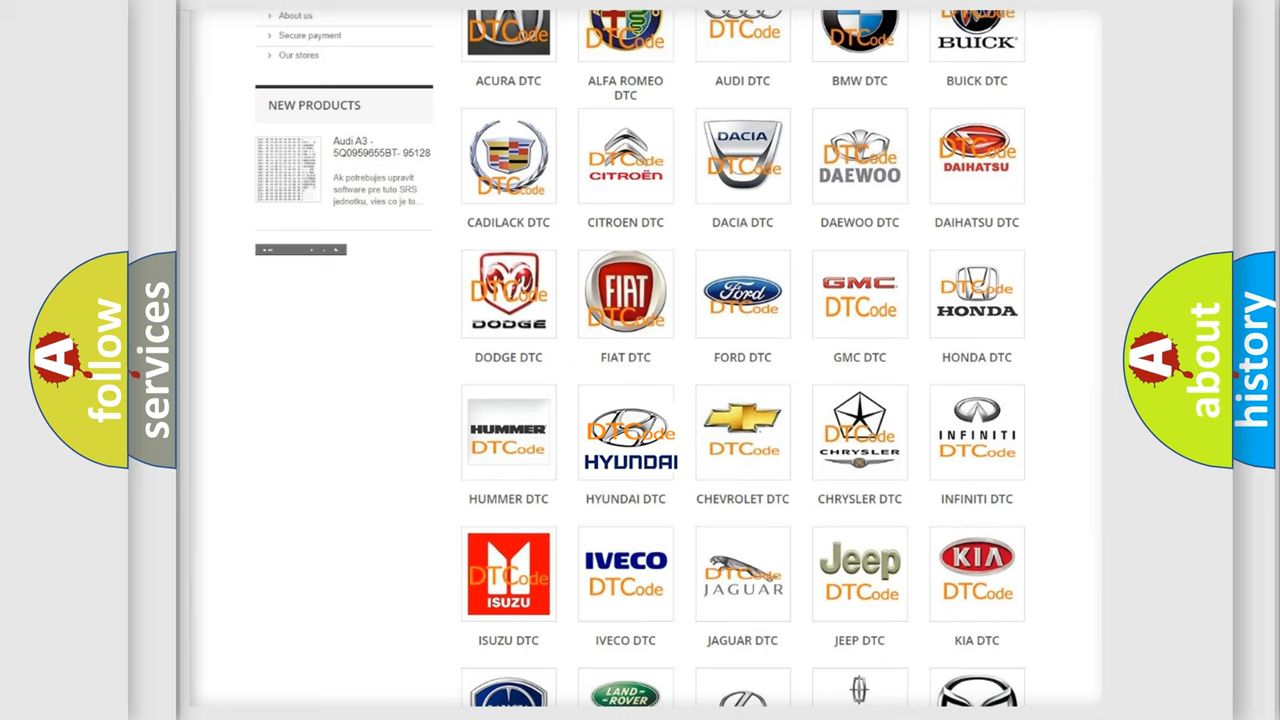 About us
Secure payment
Our stores
NEW PRODUCTS
Audi A3 -
5Q0959655BT- 95128
Ak potrebujes upravit
software pre tuto SRS
jednotku, vies co je to...
DTCode
DTCode
DTCode
DTCode
BUICK
ACURA DTC
ALFA ROMEO
DTC
AUDI DTC
BMW DTC
BUICK DTC
DTCode
DTCode
CITROËN
DACIA
DTCode
DTCode
DAEWOO
DTCode
DAIHATSU
CADILACK DTC
CITROEN DTC
DACIA DTC
DAEWOO DTC
DAIHATSU DTC
DTCode
DODGE
FIAT
DTCode
Ford
DTCode
GMC
DTCode
DTCode
HONDA
DODGE DTC
FIAT DTC
FORD DTC
GMC DTC
HONDA DTC
HUMMER
DTCode
DTCode
HYUNDAI
DTCode
DTCode
CHRYSLER
INFINITI
DTCode
HUMMER DTC
HYUNDAI DTC
CHEVROLET DTC
CHRYSLER DTC
INFINITI DTC
DTCode
ISUZU
IVECO
DTCode
DTCode
JAGUAR
Jeep
DTCode
KIA
DTCode
ISUZU DTC
IVECO DTC
JAGUAR DTC
JEEP DTC
KIA DTC
LAND-
ROVER
A follow
services
A about
history